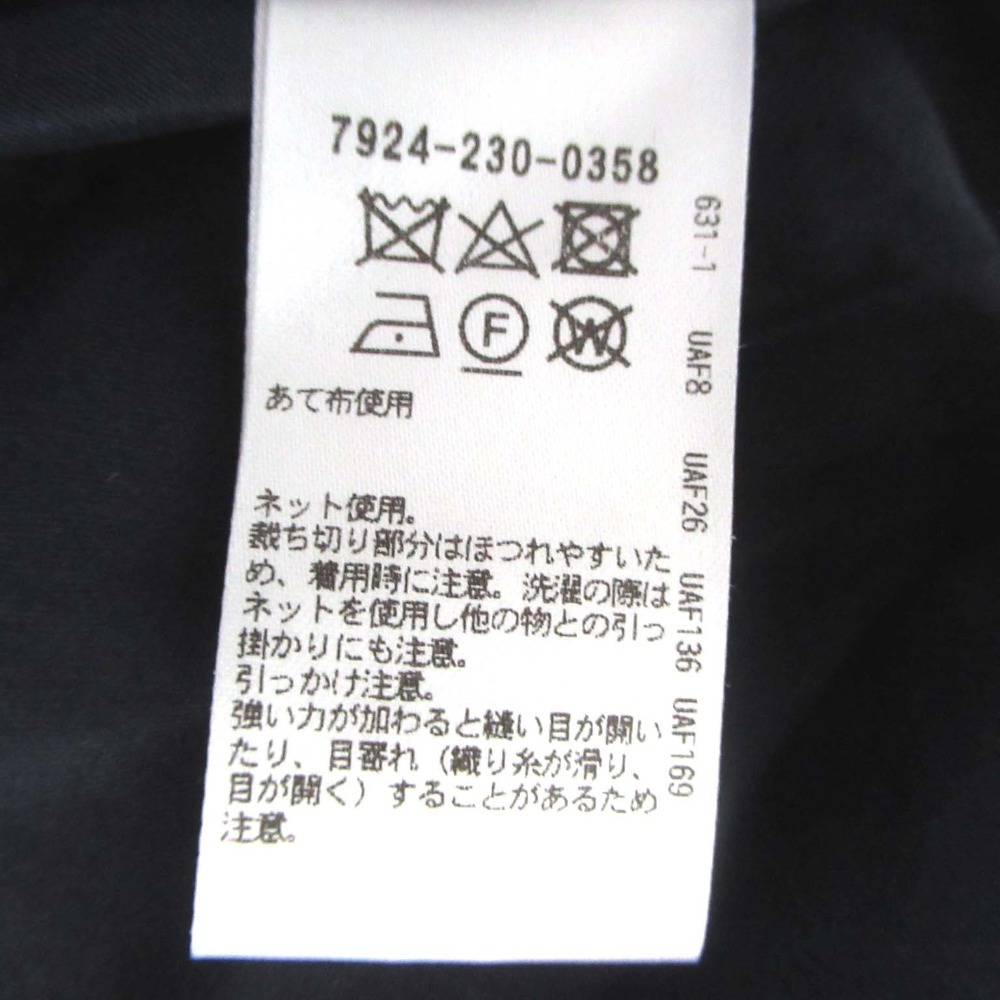 7924-230-0358
F
W
あて布使用
ネット使用。
裁ち切り部分はほつれやすいた
め、着用時に注意。洗濯の際は
ネットを使用し他の物との引っ
掛かりにも注意。
引っかけ注意。
強い力が加わると縫い目が開い
たり、目寄れ（織り糸が滑り、
目が開く）することがあるため
注意。
631-1 UAF8 UAF26 UAF136 UAF169